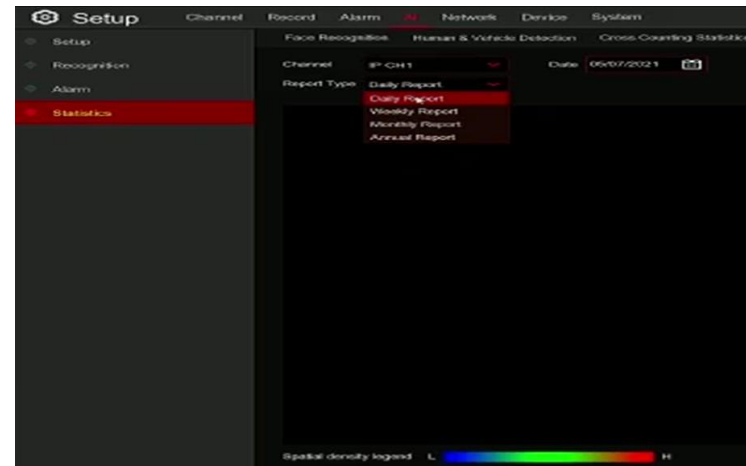 Setup Channel Record Alarm AI Network Device System
Setup
Recognition
Alarm
Statistics
Face Recognition Human & Vehicle Detection Cross Counting Statistic
Channel IP CH1 Date 05/07/2021
Report Type Daily Report
Daily Report
Weekly Report
Monthly Report
Annual Report
Spatial density legend L H